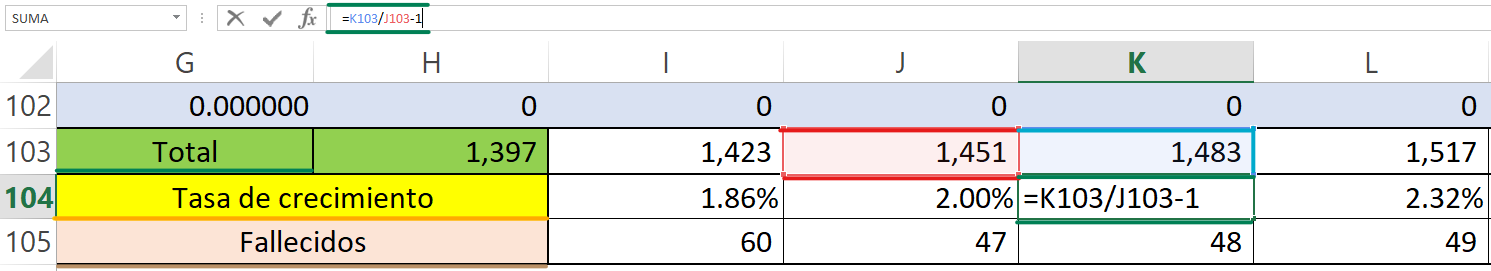 SUMA fx =K103/J103-1
G H I J K L
102 0.000000 0 0 0 0 0
103 Total 1,397 1,423 1,451 1,483 1,517
104 Tasa de crecimiento 1.86% 2.00% =K103/J103-1 2.32%
105 Fallecidos 60 47 48 49